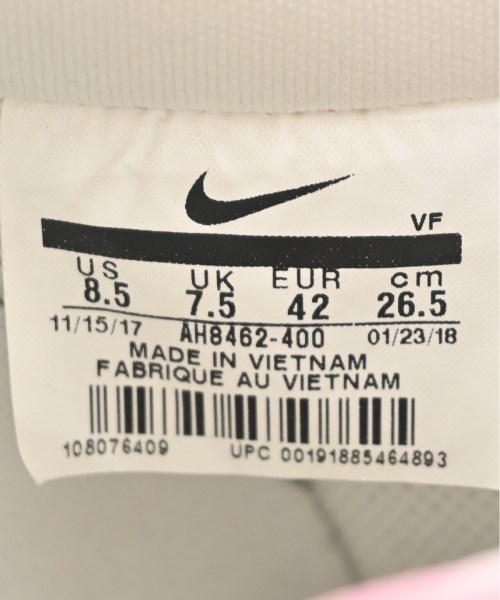 VF
US UK EUR cm
8.5 7.5 42 26.5
11/15/17 AH8462-400 01/23/18
MADE IN VIETNAM
FABRIQUE AU VIETNAM
108076409 UPC 00191885464893